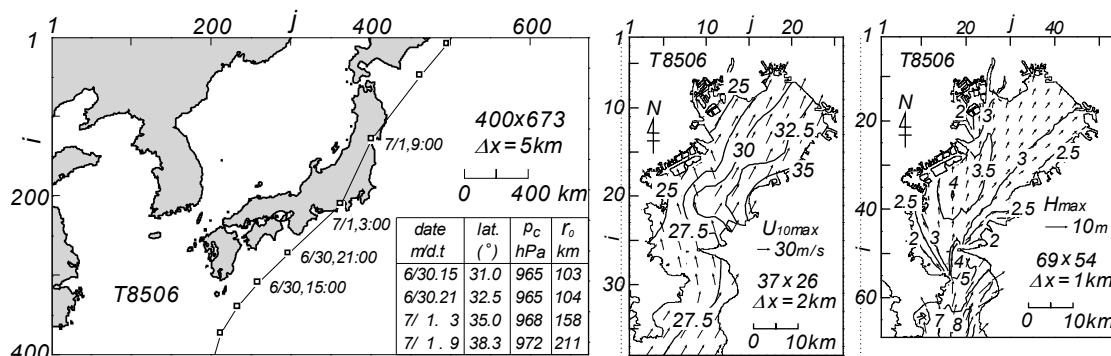 1 200 j 400 600
1
i
200
400
T8506
400x673
Δx=5km
0 400 km
7/1,9:00
7/1,3:00
6/30,21:00
6/30,15:00
date lat. pc ro
m/d.t (°) hPa km
6/30.15 31.0 965 103
6/30.21 32.5 965 104
7/ 1. 3 35.0 968 158
7/ 1. 9 38.3 972 211
1 10 j 20
1
10
20
i
30
T8506
N
25
32.5
30
35
25
27.5
27.5
U10max
30m/s
37 x 26
Δx=2km
0 10km
1 20 j 40
1
20
40
i
60
T8506
N
2
3
3.5
3
2.5
4
2.5
2
3
2.5
2
4
5
7
8
Hmax
10m
69 x 54
Δx=1km
0 10km